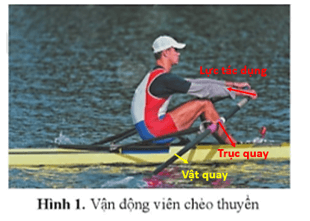 Lực tác dụng
Trục quay
Vật quay
Hình 1. Vận động viên chèo thuyền